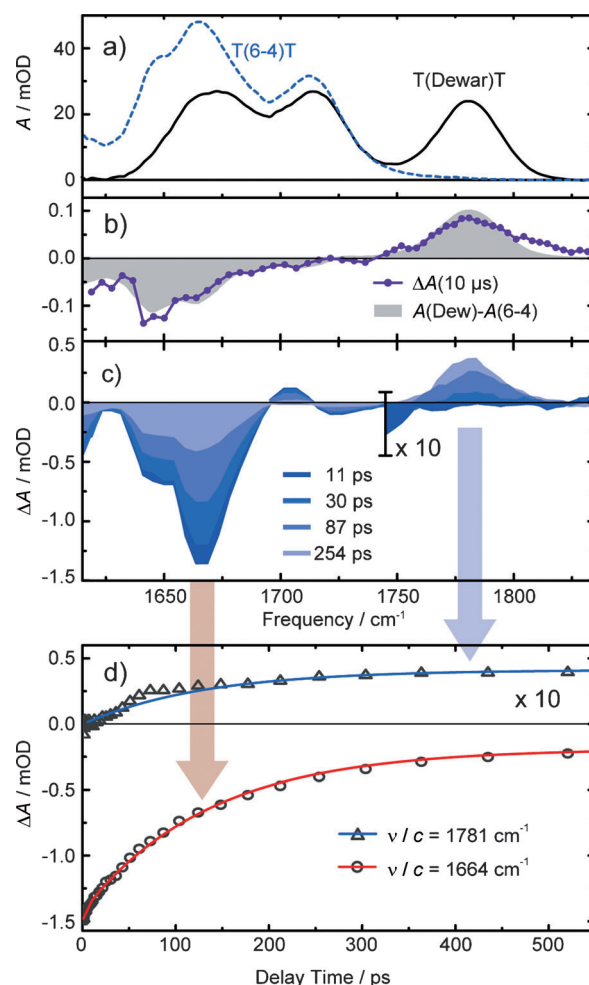 a)
T(6-4)T
T(Dewar)T
A / mOD
40
20
0
b)
0.1
0.0
-0.1
ΔA(10 µs)
A(Dew)-A(6-4)
c)
0.5
0.0
-0.5
-1.0
-1.5
ΔA / mOD
x 10
11 ps
30 ps
87 ps
254 ps
1650 1700 1750 1800
Frequency / cm⁻¹
d)
0.5
0.0
-0.5
-1.0
-1.5
ΔA / mOD
x 10
ν / c = 1781 cm⁻¹
ν / c = 1664 cm⁻¹
0 100 200 300 400 500
Delay Time / ps